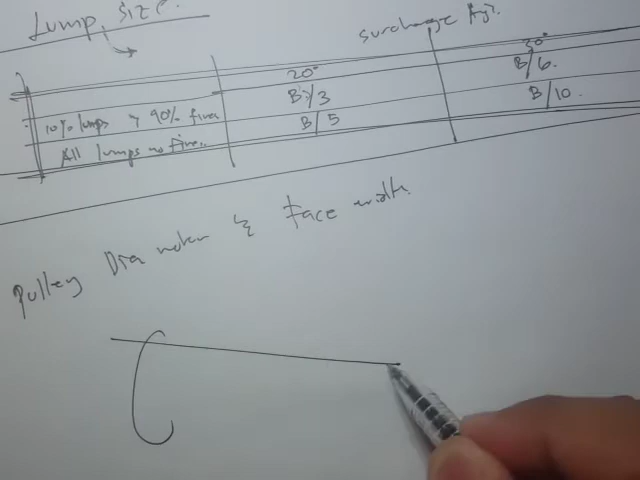 Lump Size.
surcharge Agl.
20° 30°
10% lumps > 90% fines B/3 B/6.
All lumps no fines. B/5 B/10.
Pulley Diameter & face width.